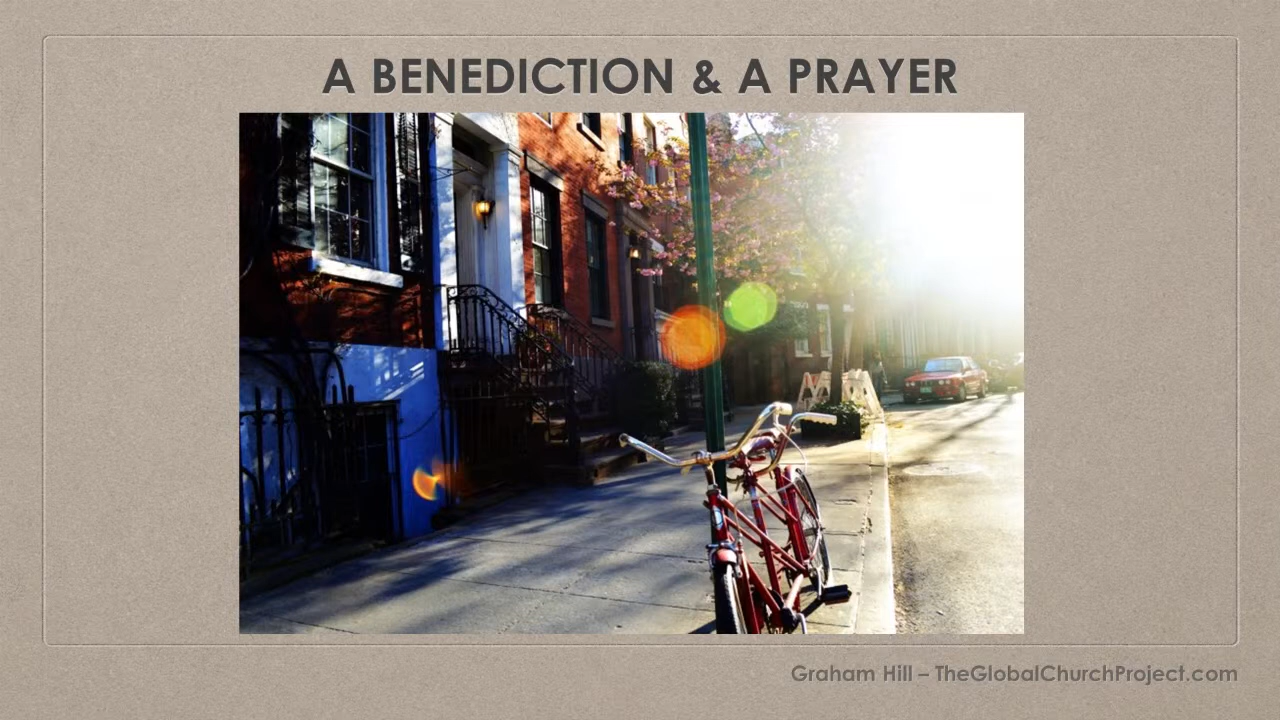 A BENEDICTION & A PRAYER
Graham Hill – TheGlobalChurchProject.com